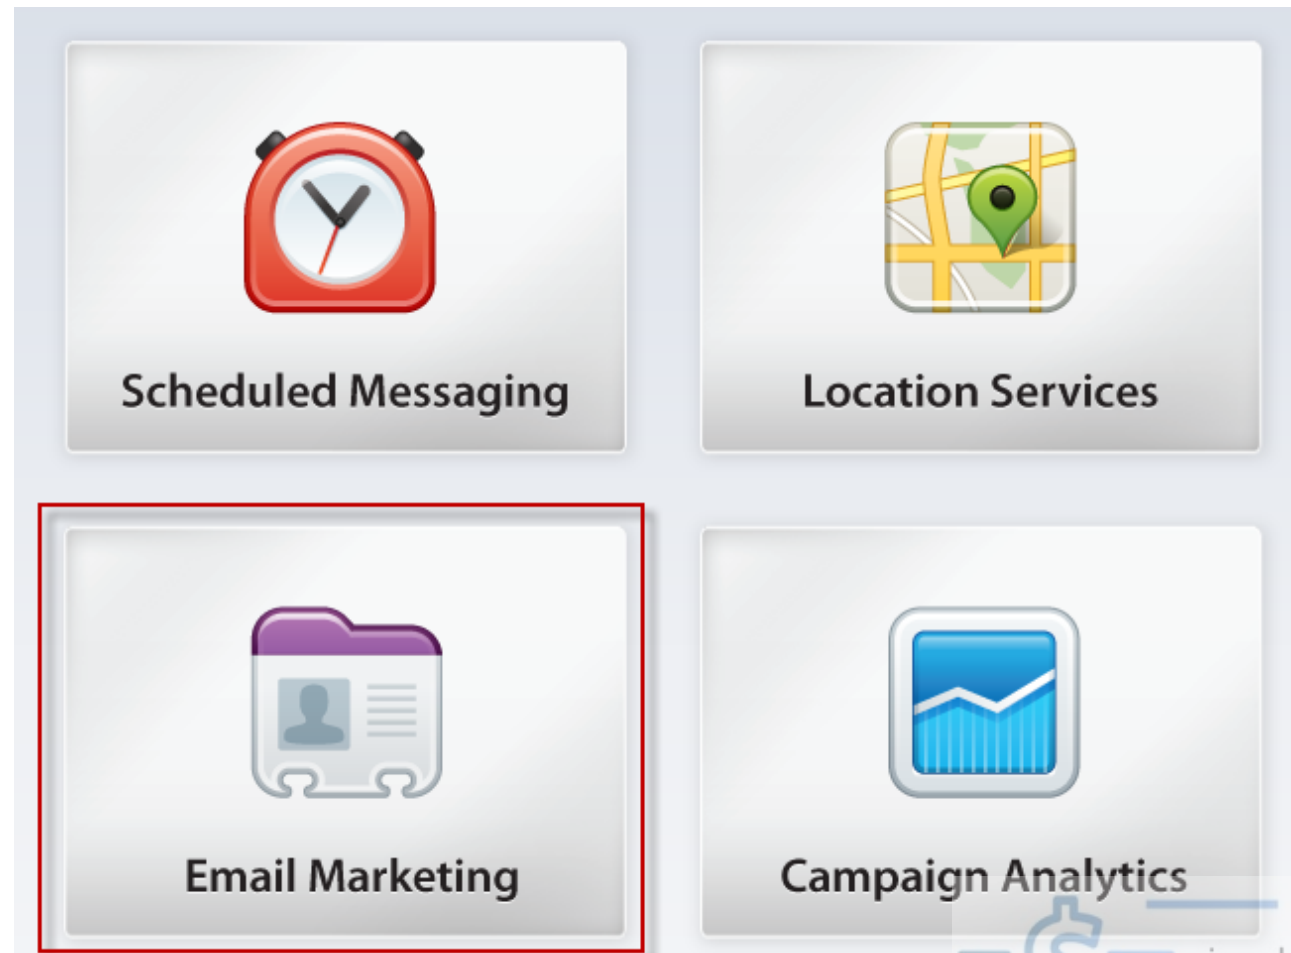 Scheduled Messaging
Location Services
Email Marketing
Campaign Analytics